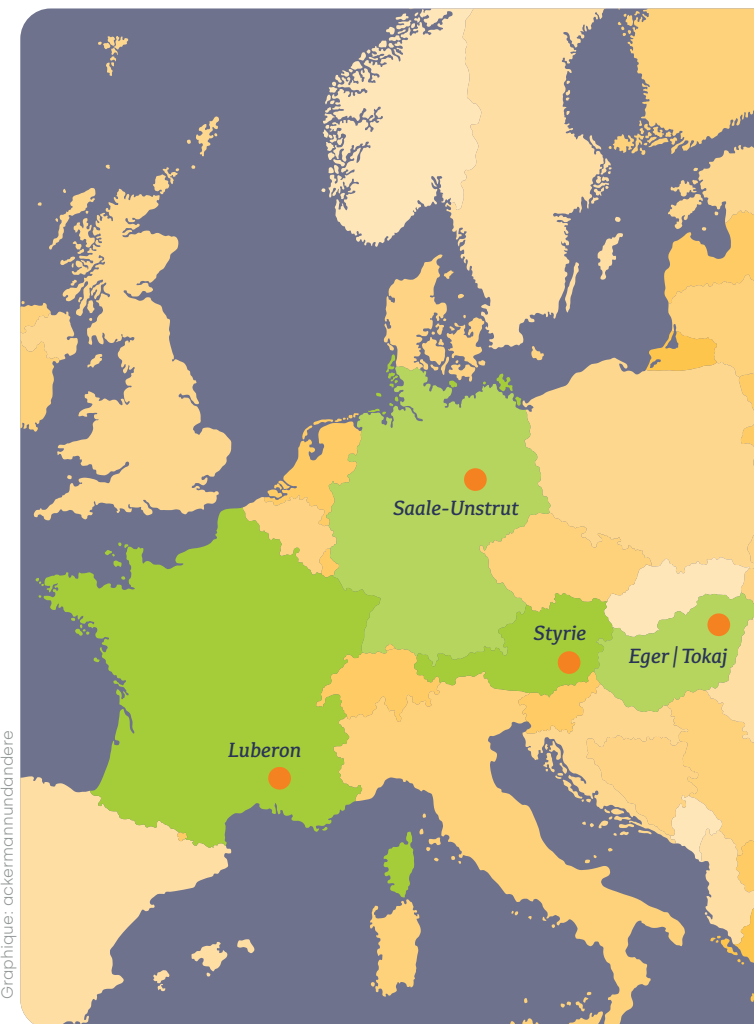 Saale-Unstrut
Styrie
Eger | Tokaj
Luberon
Graphique: ackermannundandere